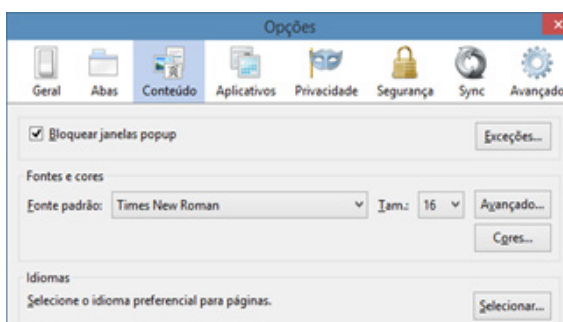 Opções
Geral Abas Conteúdo Aplicativos Privacidade Segurança Sync Avançado
Bloquear janelas popup Exceções...
Fontes e cores
Fonte padrão: Times New Roman Tam.: 16 Avançado...
Cores...
Idiomas
Selecione o idioma preferencial para páginas. Selecionar...